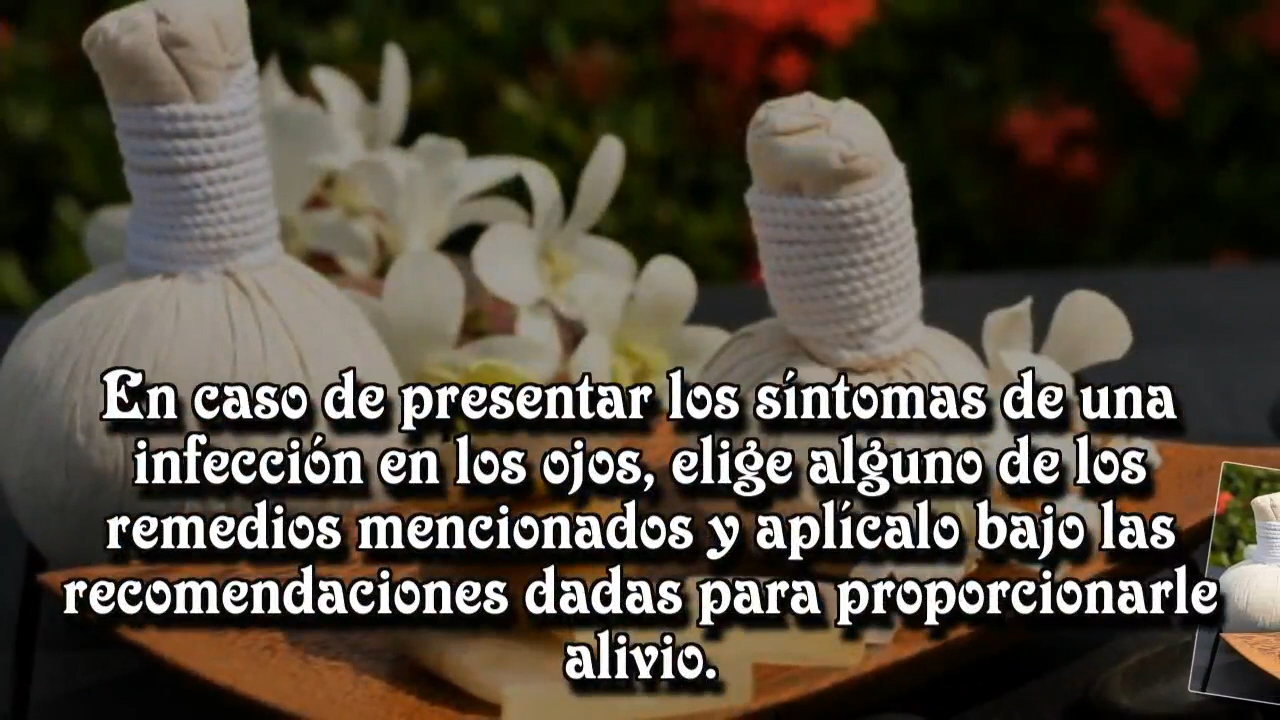 En caso de presentar los síntomas de una
infección en los ojos, elige alguno de los
remedios mencionados y aplícalo bajo las
recomendaciones dadas para proporcionarle
alivio.